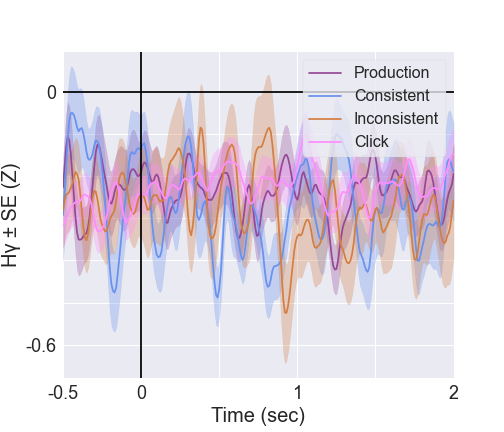 Production
Consistent
Inconsistent
Click
0
-0.6
Hγ ± SE (Z)
-0.5 0 1 2
Time (sec)